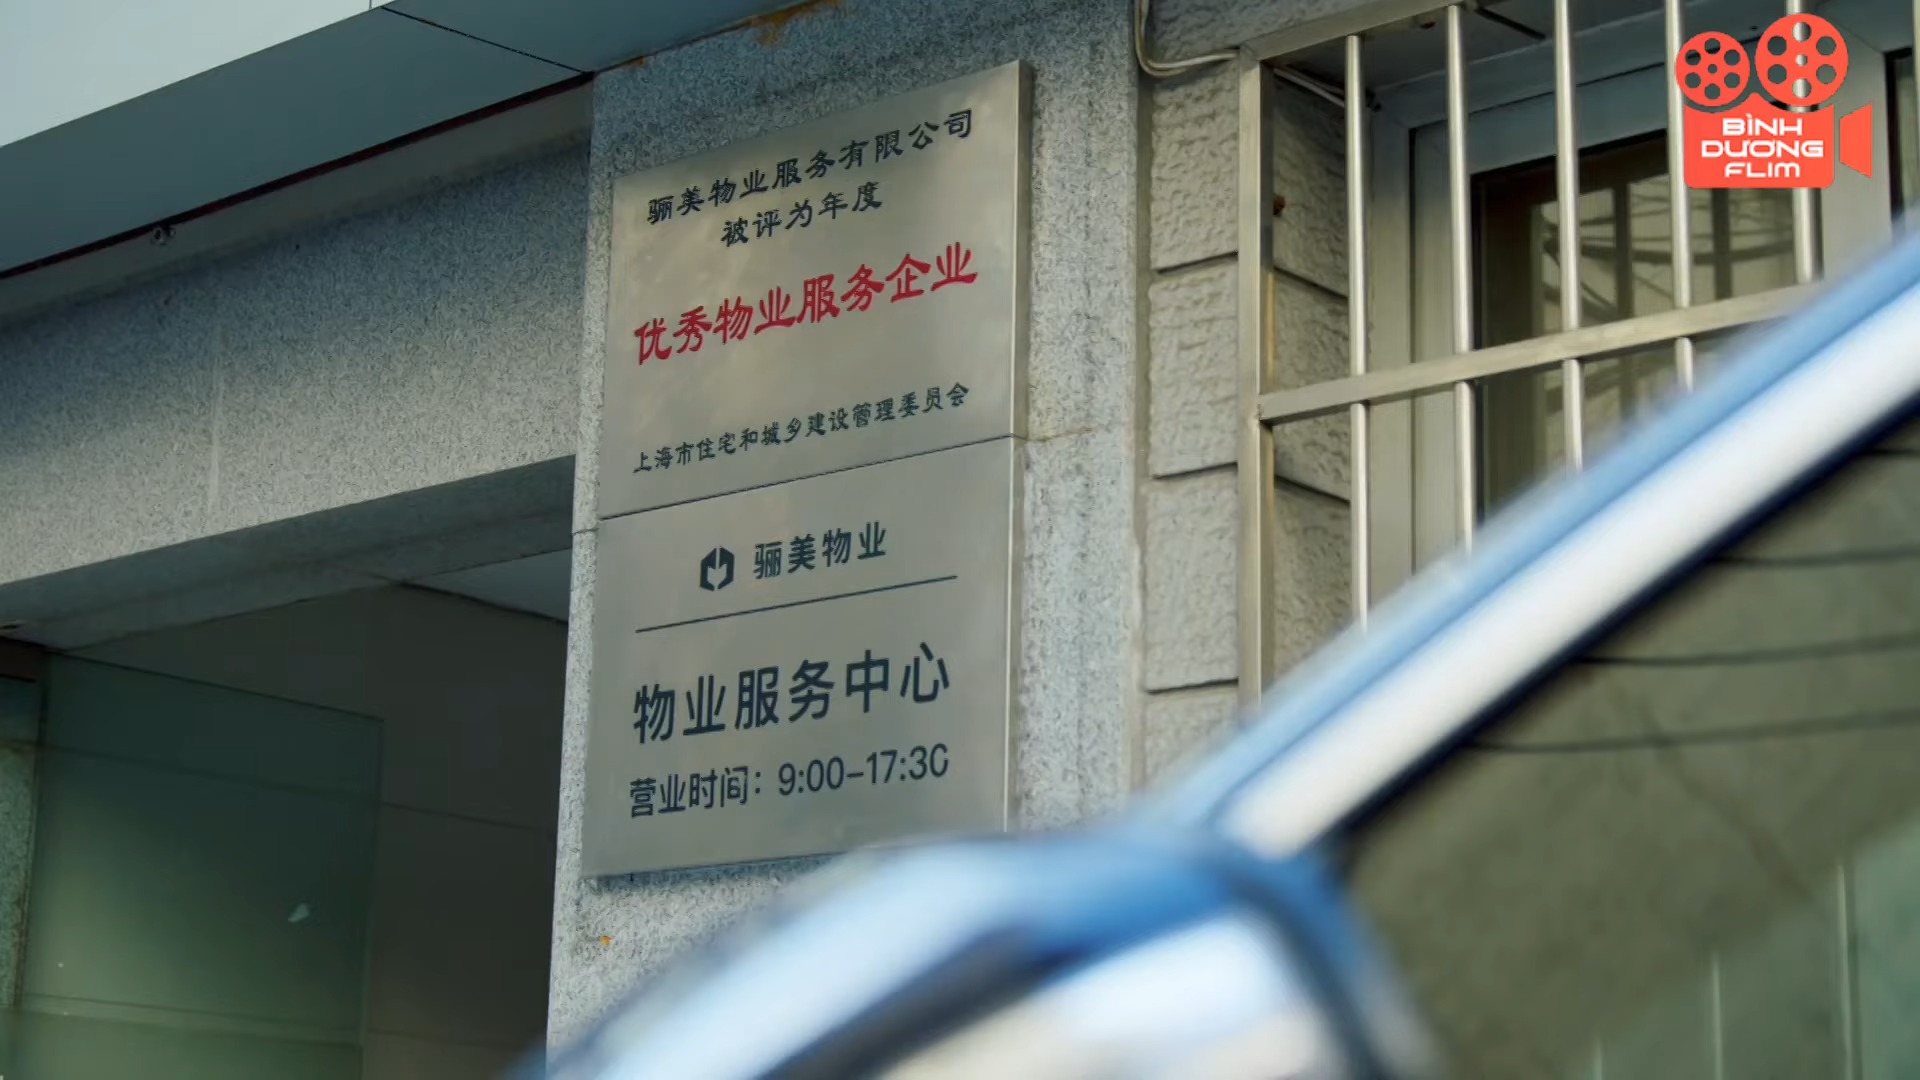 骊美物业服务有限公司
被评为年度
优秀物业服务企业
上海市住宅和城乡建设管理委员会
骊美物业
物业服务中心
营业时间：9:00-17:30
BÌNH
DƯƠNG
FLIM